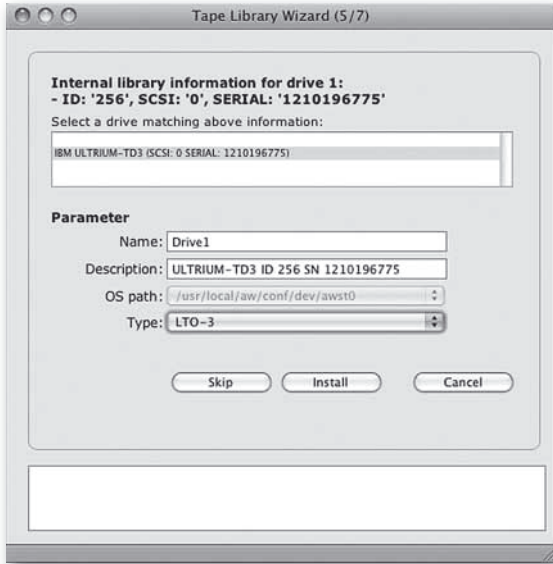 Tape Library Wizard (5/7)
Internal library information for drive 1:
- ID: '256', SCSI: '0', SERIAL: '1210196775'
Select a drive matching above information:
IBM ULTRIUM-TD3 (SCSI: 0 SERIAL: 1210196775)
Parameter
Name: Drive1
Description: ULTRIUM-TD3 ID 256 SN 1210196775
OS path: /usr/local/aw/conf/dev/awst0
Type: LTO-3
Skip Install Cancel